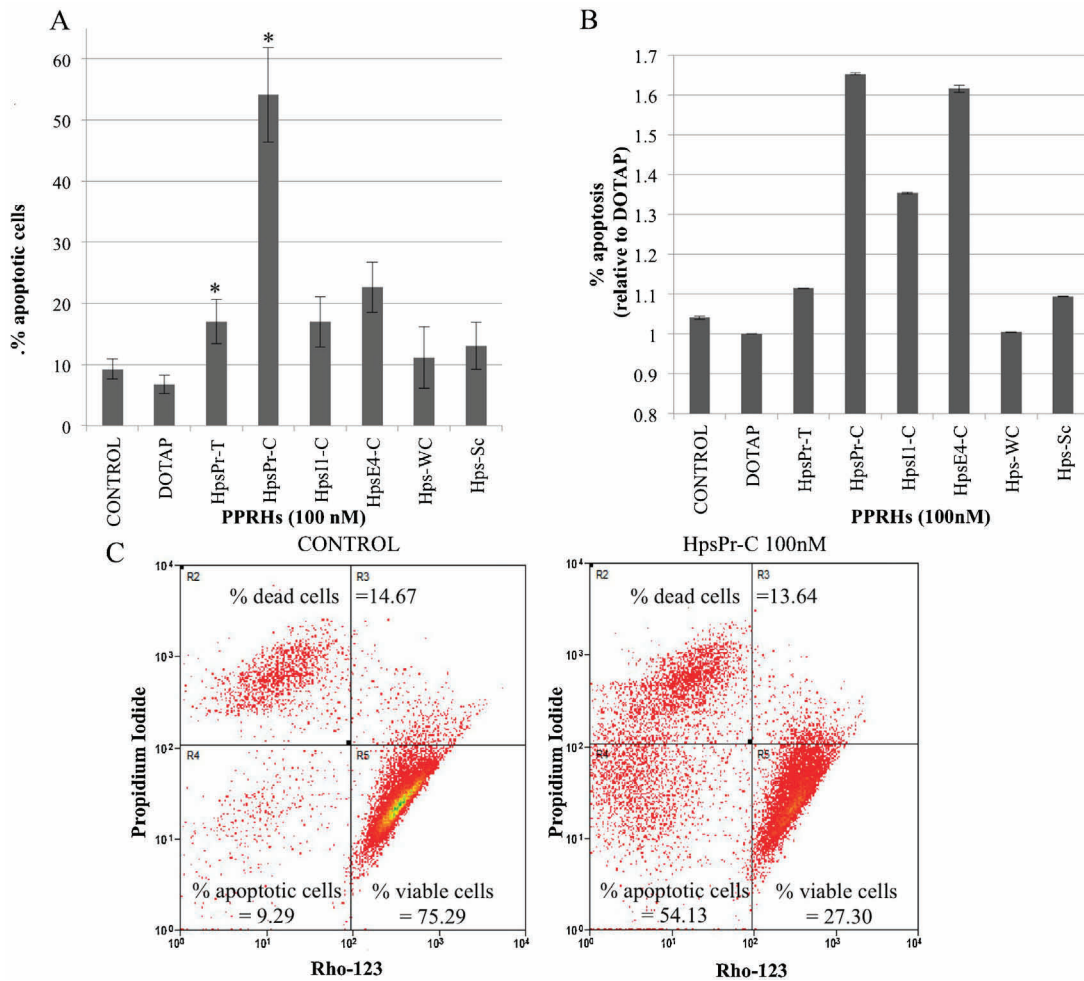 A
.% apoptotic cells
60
50
40
30
20
10
0
CONTROL
DOTAP
HpsPr-T
HpsPr-C
HpsI1-C
HpsE4-C
Hps-WC
Hps-Sc
*
*
PPRHs (100 nM)
B
% apoptosis
(relative to DOTAP)
1.7
1.6
1.5
1.4
1.3
1.2
1.1
1
0.9
0.8
CONTROL
DOTAP
HpsPr-T
HpsPr-C
HpsI1-C
HpsE4-C
Hps-WC
Hps-Sc
PPRHs (100nM)
C
CONTROL
Propidium Iodide
10⁴
10³
10²
10¹
10⁰
R2
R3
% dead cells =14.67
R4
R5
% apoptotic cells
= 9.29
% viable cells
= 75.29
10⁰ 10¹ 10² 10³ 10⁴
Rho-123
HpsPr-C 100nM
Propidium Iodide
10⁴
10³
10²
10¹
10⁰
R2
R3
% dead cells =13.64
R4
R5
% apoptotic cells
= 54.13
% viable cells
= 27.30
10⁰ 10¹ 10² 10³ 10⁴
Rho-123